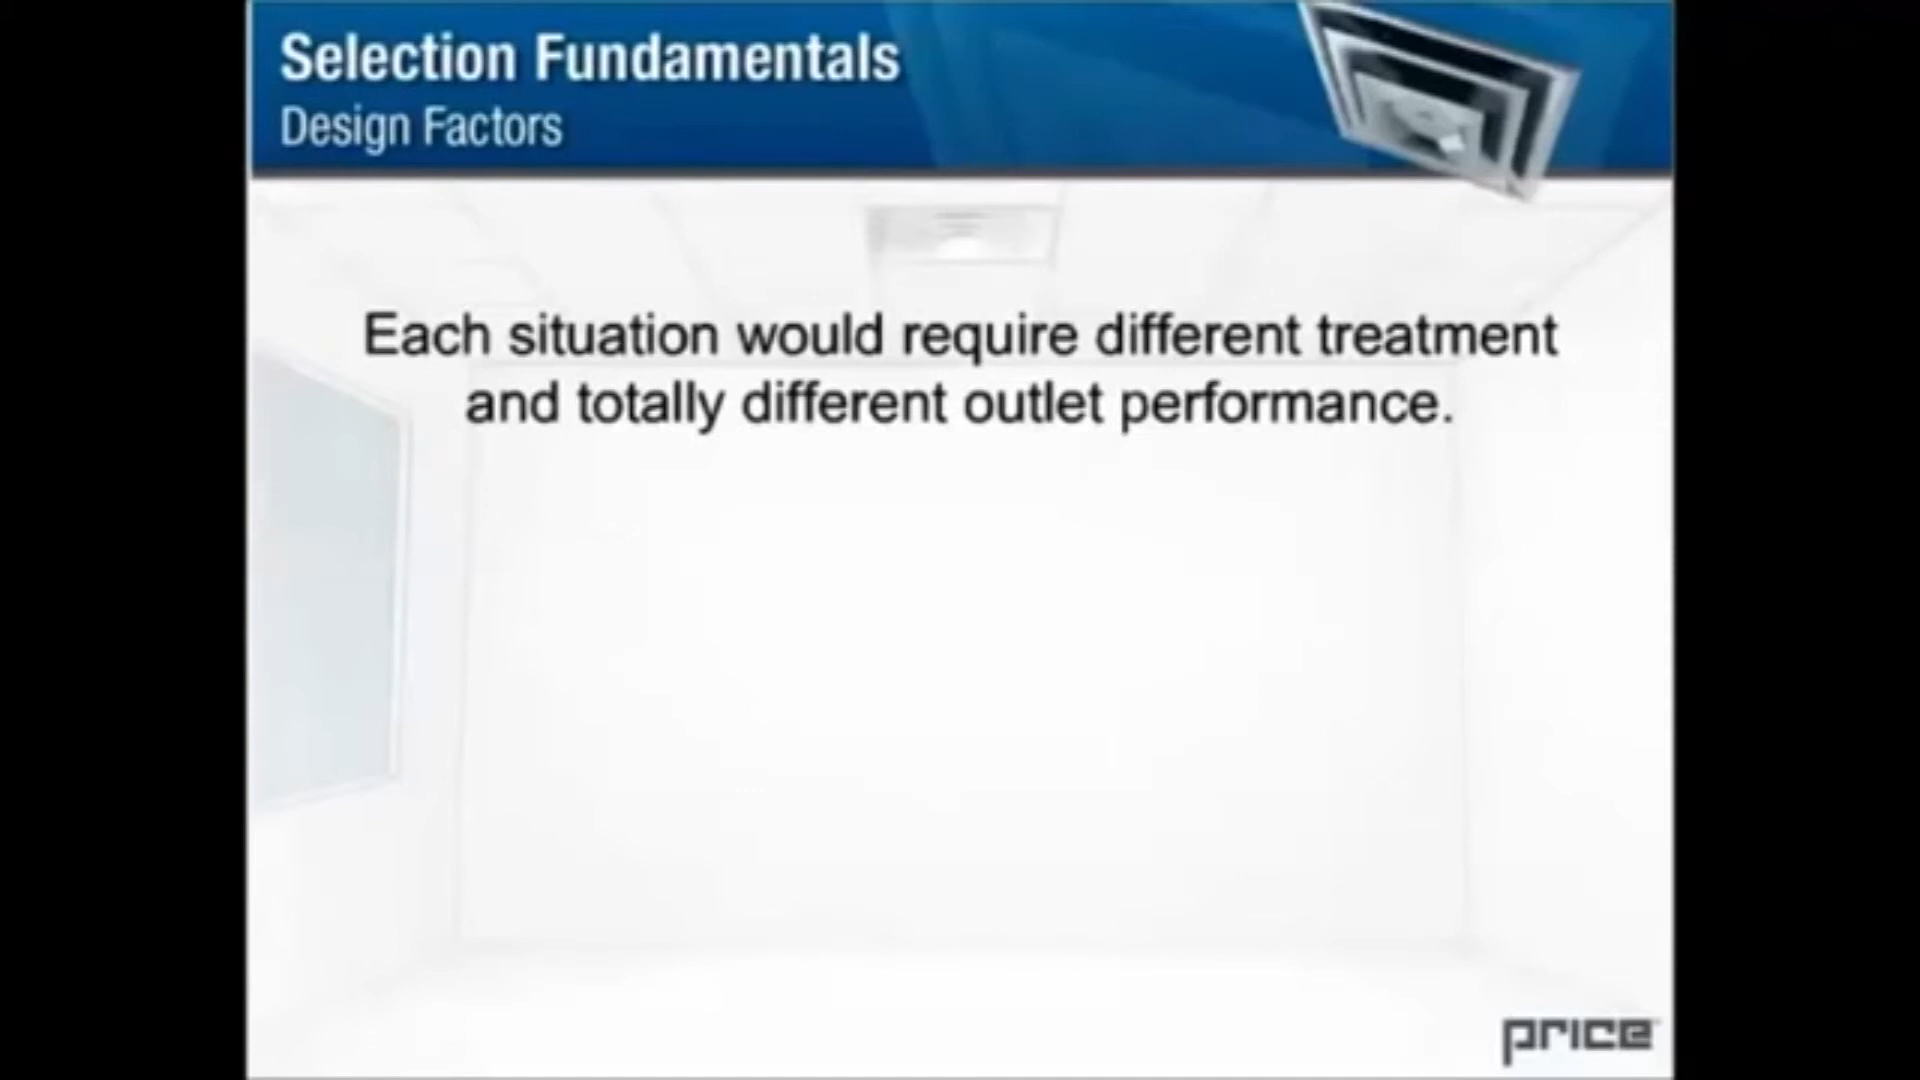 Selection Fundamentals
Design Factors
Each situation would require different treatment
and totally different outlet performance.
price